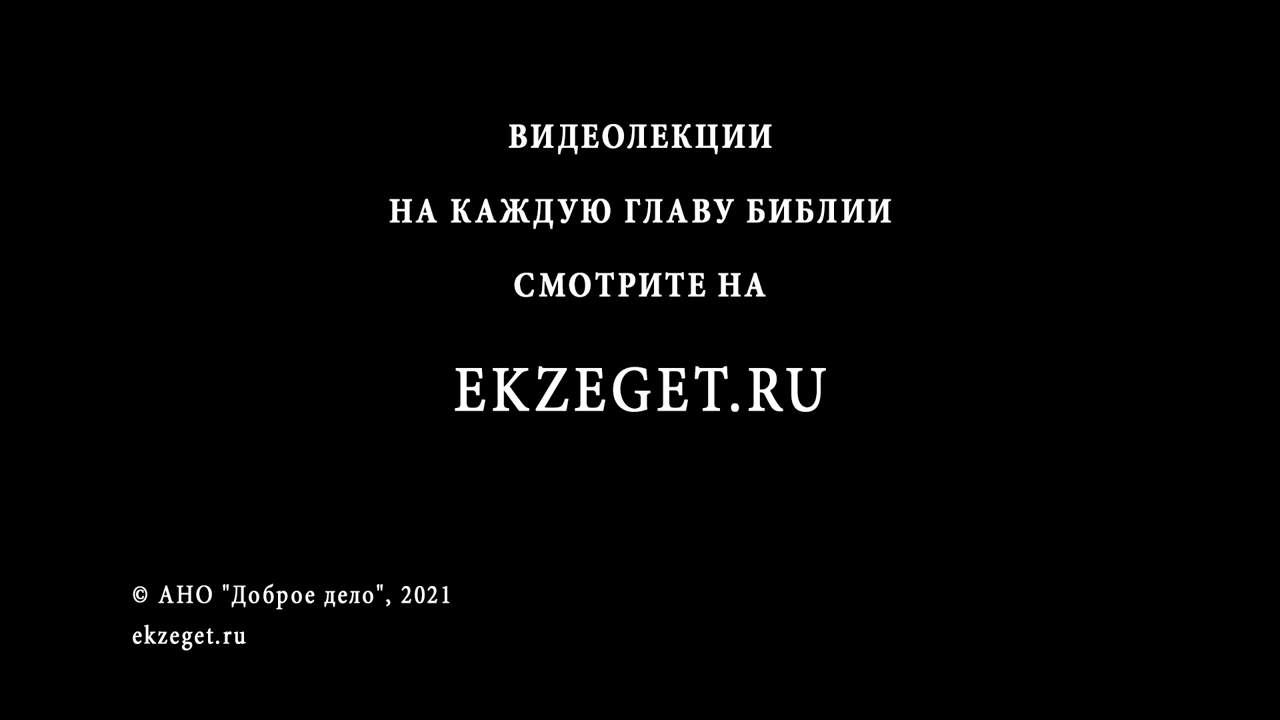 ВИДЕОЛЕКЦИИ
НА КАЖДУЮ ГЛАВУ БИБЛИИ
СМОТРИТЕ НА
EKZEGET.RU
© АНО "Доброе дело", 2021
ekzeget.ru